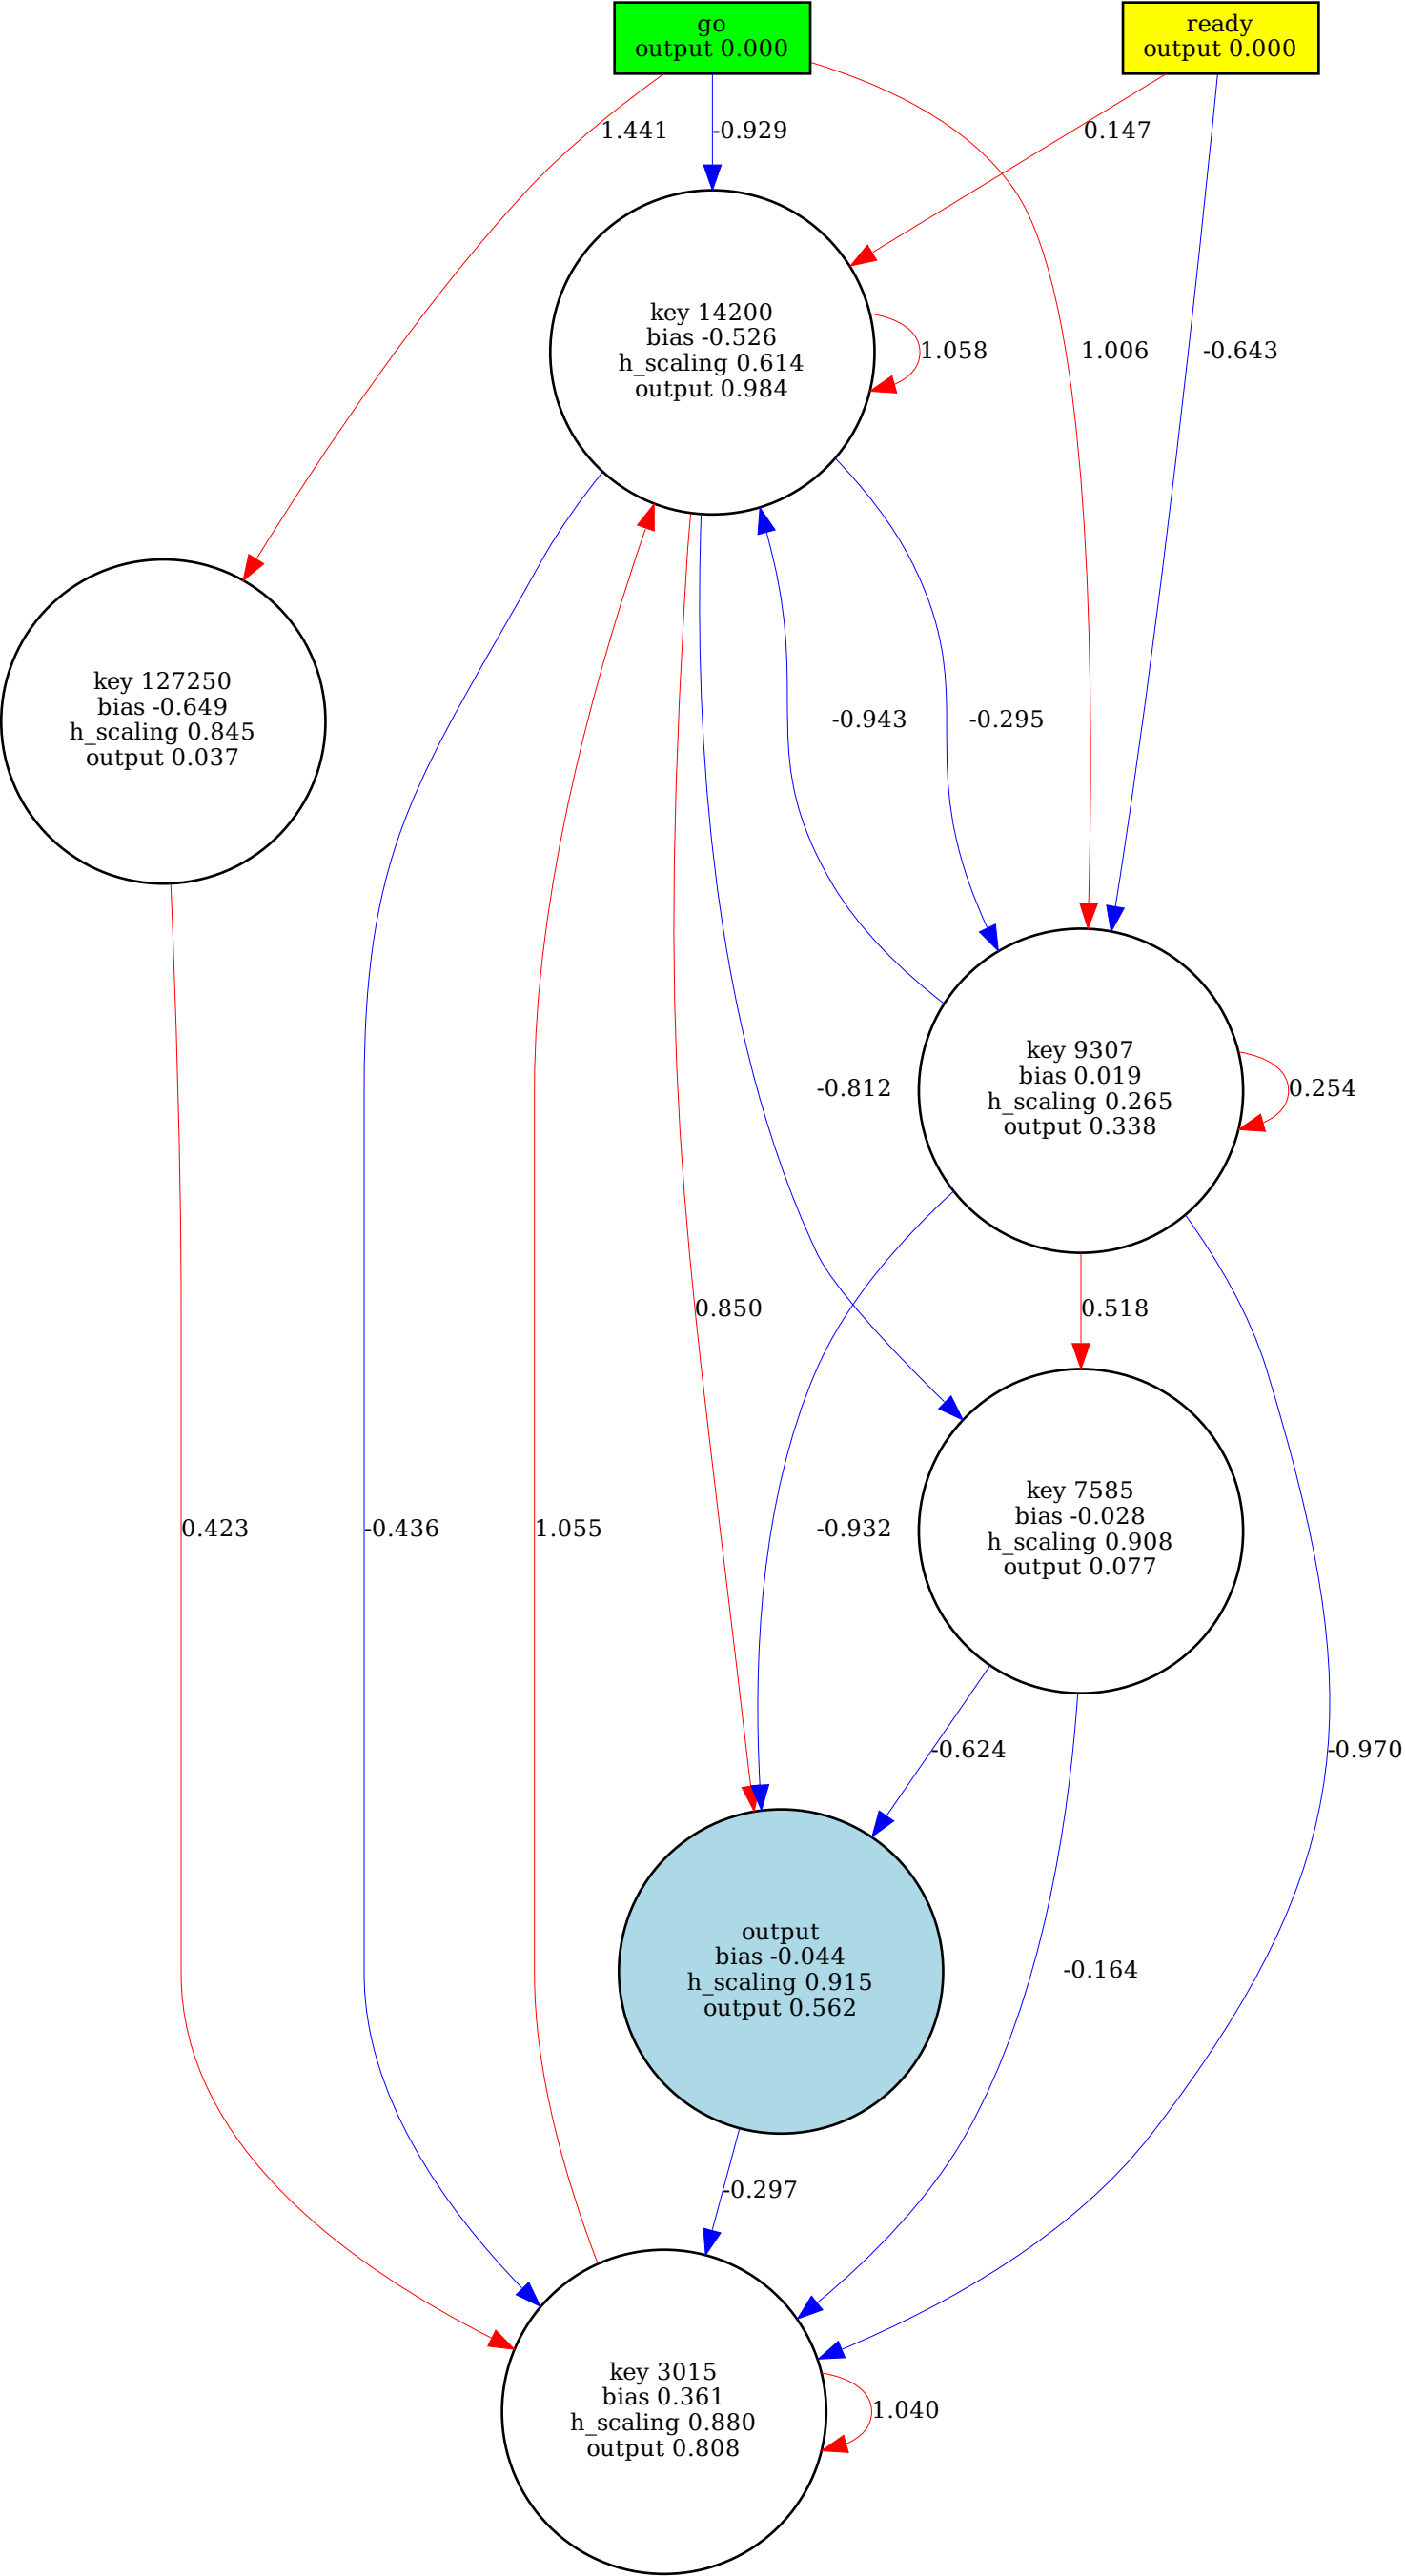 go
output 0.000
ready
output 0.000
1.441
-0.929
0.147
key 14200
bias -0.526
h_scaling 0.614
output 0.984
1.058
1.006
-0.643
key 127250
bias -0.649
h_scaling 0.845
output 0.037
-0.943
-0.295
key 9307
bias 0.019
h_scaling 0.265
output 0.338
-0.812
0.254
0.850
0.518
key 7585
bias -0.028
h_scaling 0.908
output 0.077
0.423
-0.436
1.055
-0.932
-0.624
-0.970
output
bias -0.044
h_scaling 0.915
output 0.562
-0.164
-0.297
key 3015
bias 0.361
h_scaling 0.880
output 0.808
1.040